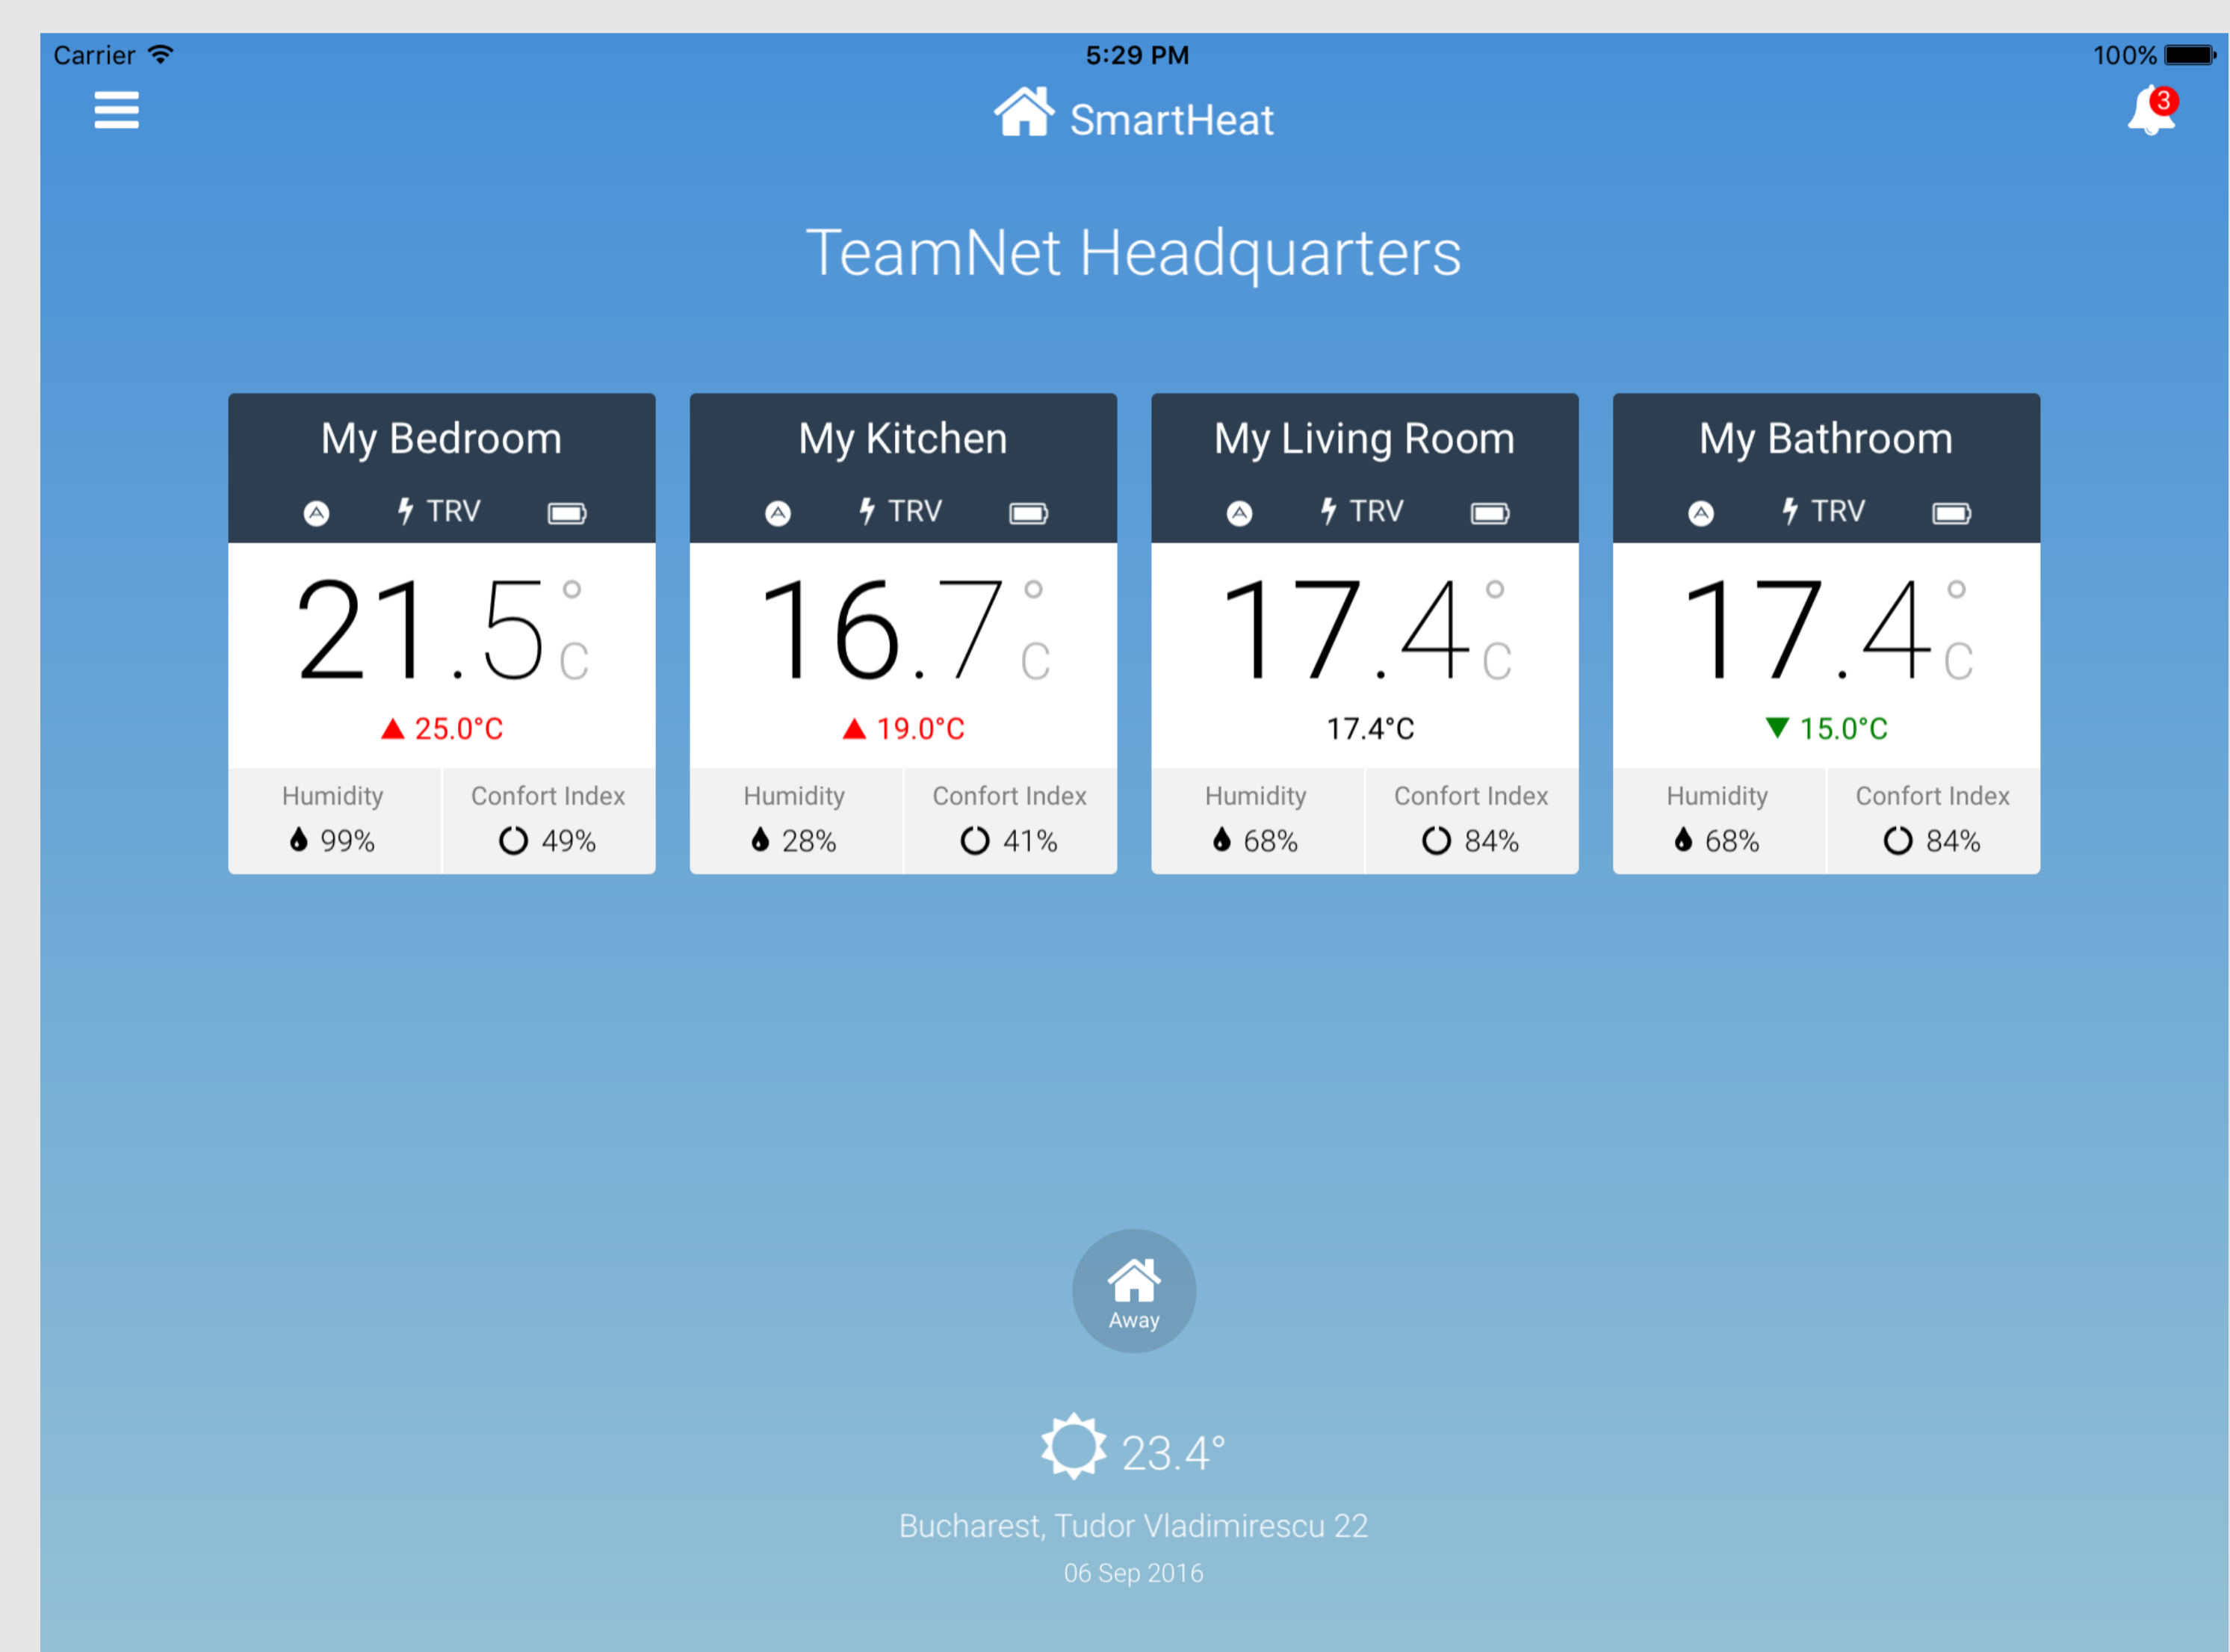 Carrier 5:29 PM 100%
SmartHeat 3
TeamNet Headquarters
My Bedroom
A TRV
21.5°C
▲ 25.0°C
Humidity Confort Index
99% 49%
My Kitchen
A TRV
16.7°C
▲ 19.0°C
Humidity Confort Index
28% 41%
My Living Room
A TRV
17.4°C
17.4°C
Humidity Confort Index
68% 84%
My Bathroom
A TRV
17.4°C
▼ 15.0°C
Humidity Confort Index
68% 84%
Away
23.4°
Bucharest, Tudor Vladimirescu 22
06 Sep 2016